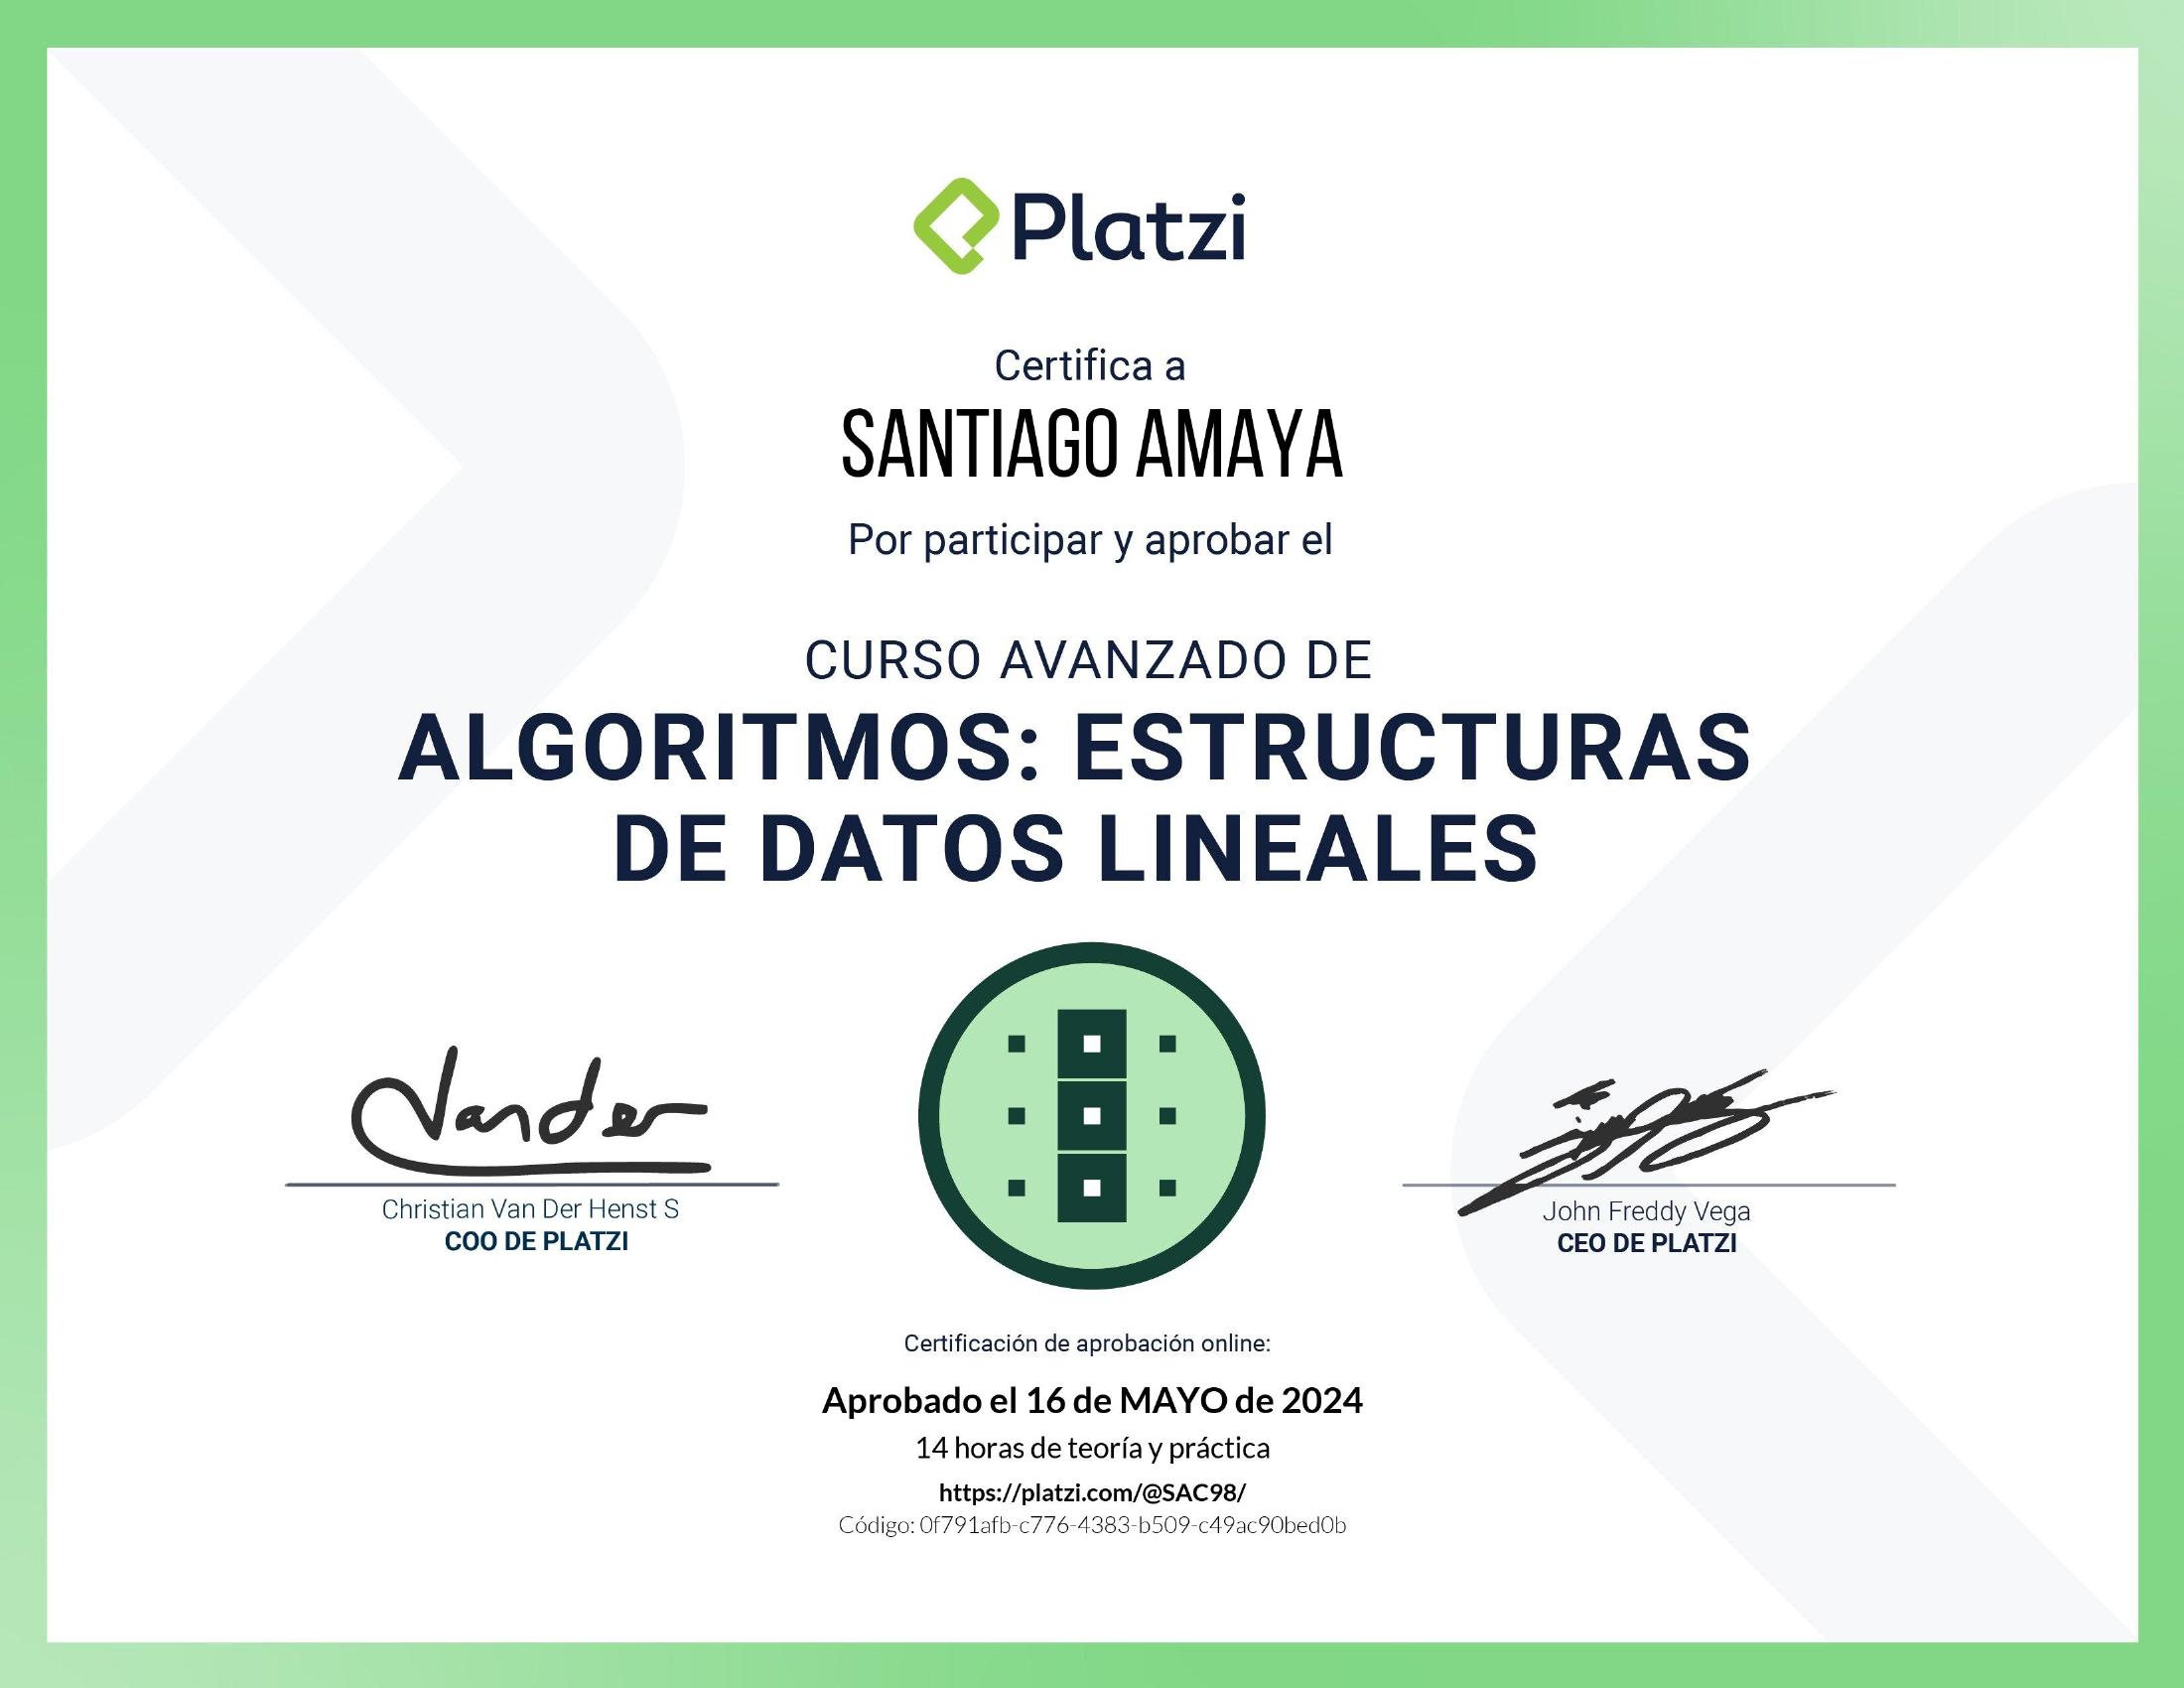 Platzi
Certifica a
SANTIAGO AMAYA
Por participar y aprobar el
CURSO AVANZADO DE
ALGORITMOS: ESTRUCTURAS
DE DATOS LINEALES
Vander
Christian Van Der Henst S
COO DE PLATZI
John Freddy Vega
CEO DE PLATZI
Certificación de aprobación online:
Aprobado el 16 de MAYO de 2024
14 horas de teoría y práctica
https://platzi.com/@SAC98/
Código: 0f791afb-c776-4383-b509-c49ac90bed0b